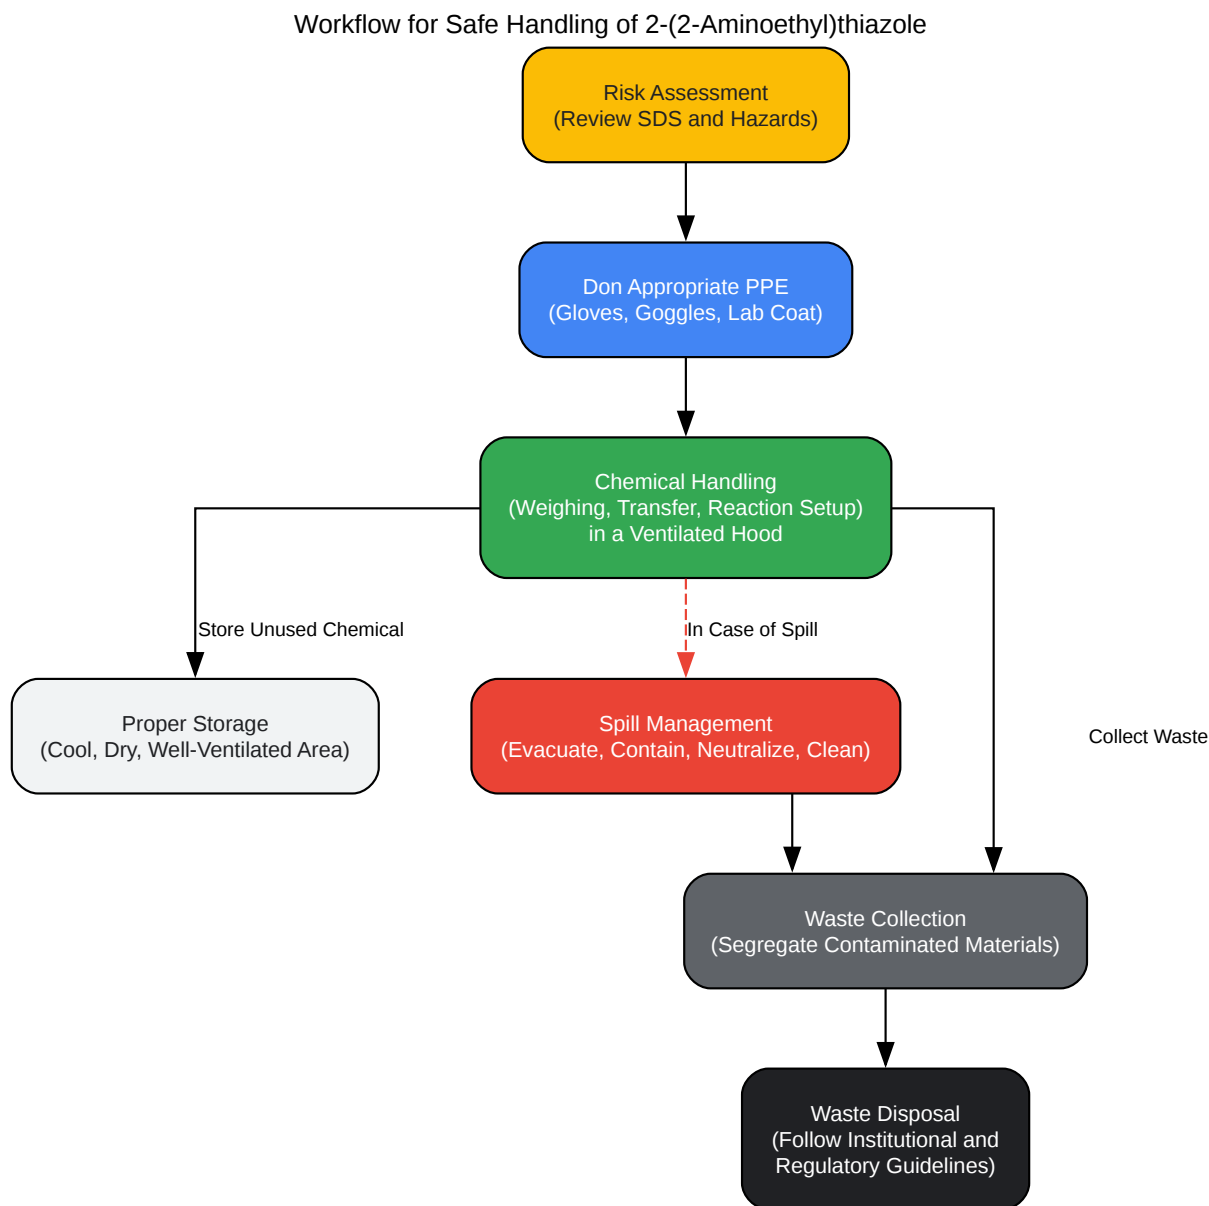 Workflow for Safe Handling of 2-(2-Aminoethyl)thiazole
Risk Assessment
(Review SDS and Hazards)
Don Appropriate PPE
(Gloves, Goggles, Lab Coat)
Chemical Handling
(Weighing, Transfer, Reaction Setup)
in a Ventilated Hood
Store Unused Chemical
In Case of Spill
Proper Storage
(Cool, Dry, Well-Ventilated Area)
Spill Management
(Evacuate, Contain, Neutralize, Clean)
Collect Waste
Waste Collection
(Segregate Contaminated Materials)
Waste Disposal
(Follow Institutional and
Regulatory Guidelines)